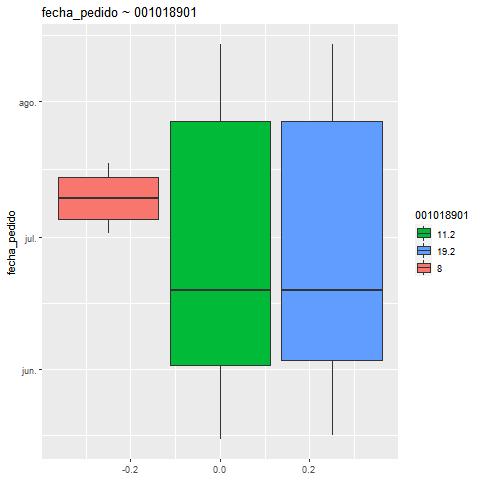 fecha_pedido ~ 001018901
ago.
jul.
jun.
fecha_pedido
-0.2
0.0
0.2
001018901
11.2
19.2
8